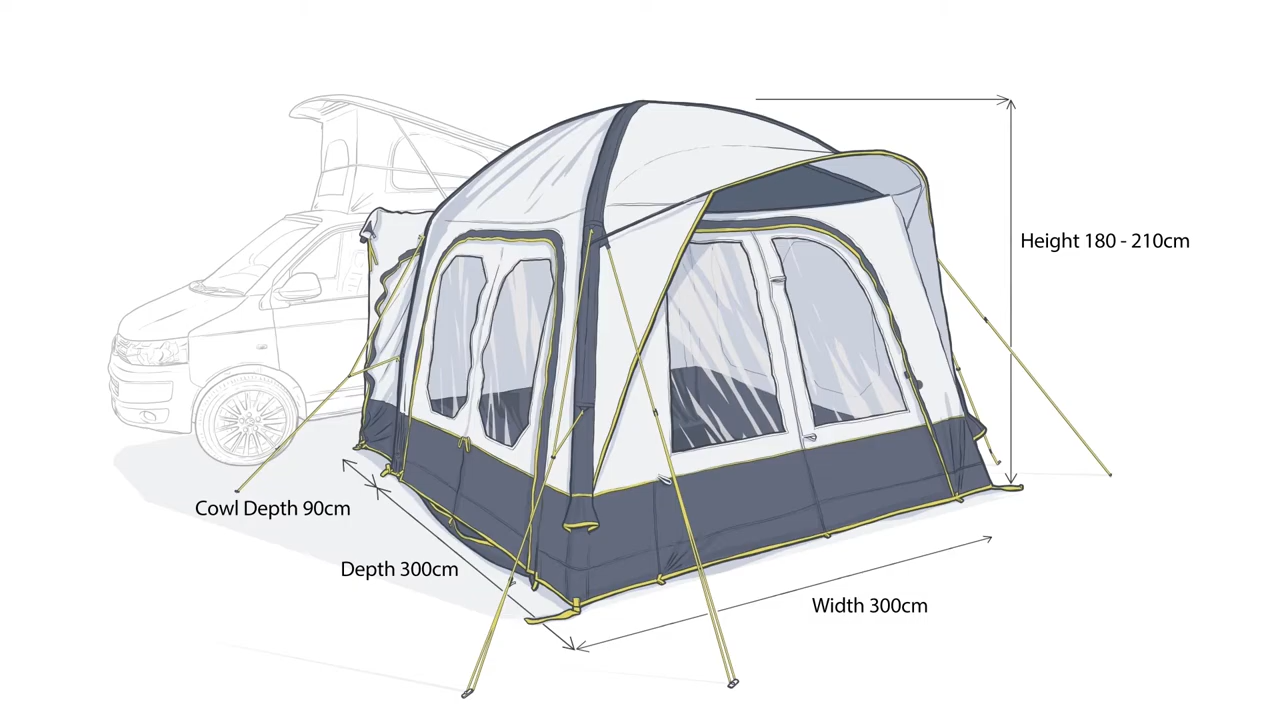 Height 180 - 210cm
Cowl Depth 90cm
Depth 300cm
Width 300cm